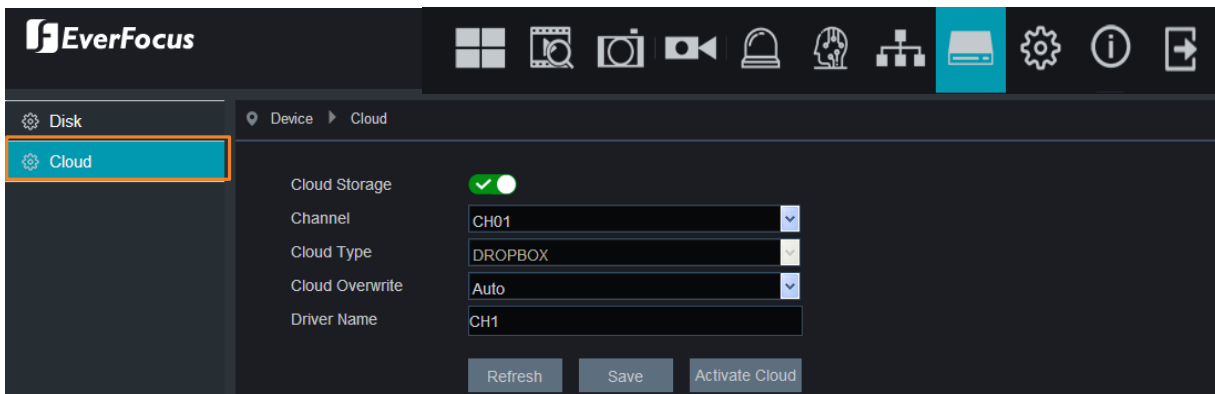 EverFocus
Disk
Device Cloud
Cloud
Cloud Storage
Channel CH01
Cloud Type DROPBOX
Cloud Overwrite Auto
Driver Name CH1
Refresh Save Activate Cloud